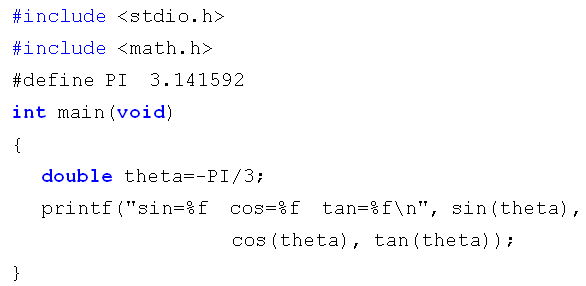 #include <stdio.h>
#include <math.h>
#define PI  3.141592
int main(void)
{
  double theta=-PI/3;
  printf("sin=%f  cos=%f  tan=%f\n", sin(theta),
                  cos(theta), tan(theta));
}